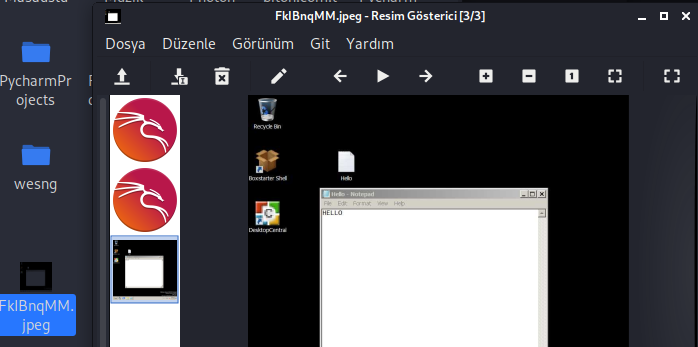 FkIBnqMM.jpeg - Resim Gösterici [3/3]
Dosya Düzenle Görünüm Git Yardım
PycharmPr
ojects
wesng
FkIBnqMM.
jpeg
Recycle Bin
Boxstarter Shell
Hello
DesktopCentral
Hello - Notepad
File Edit Format View Help
HELLO